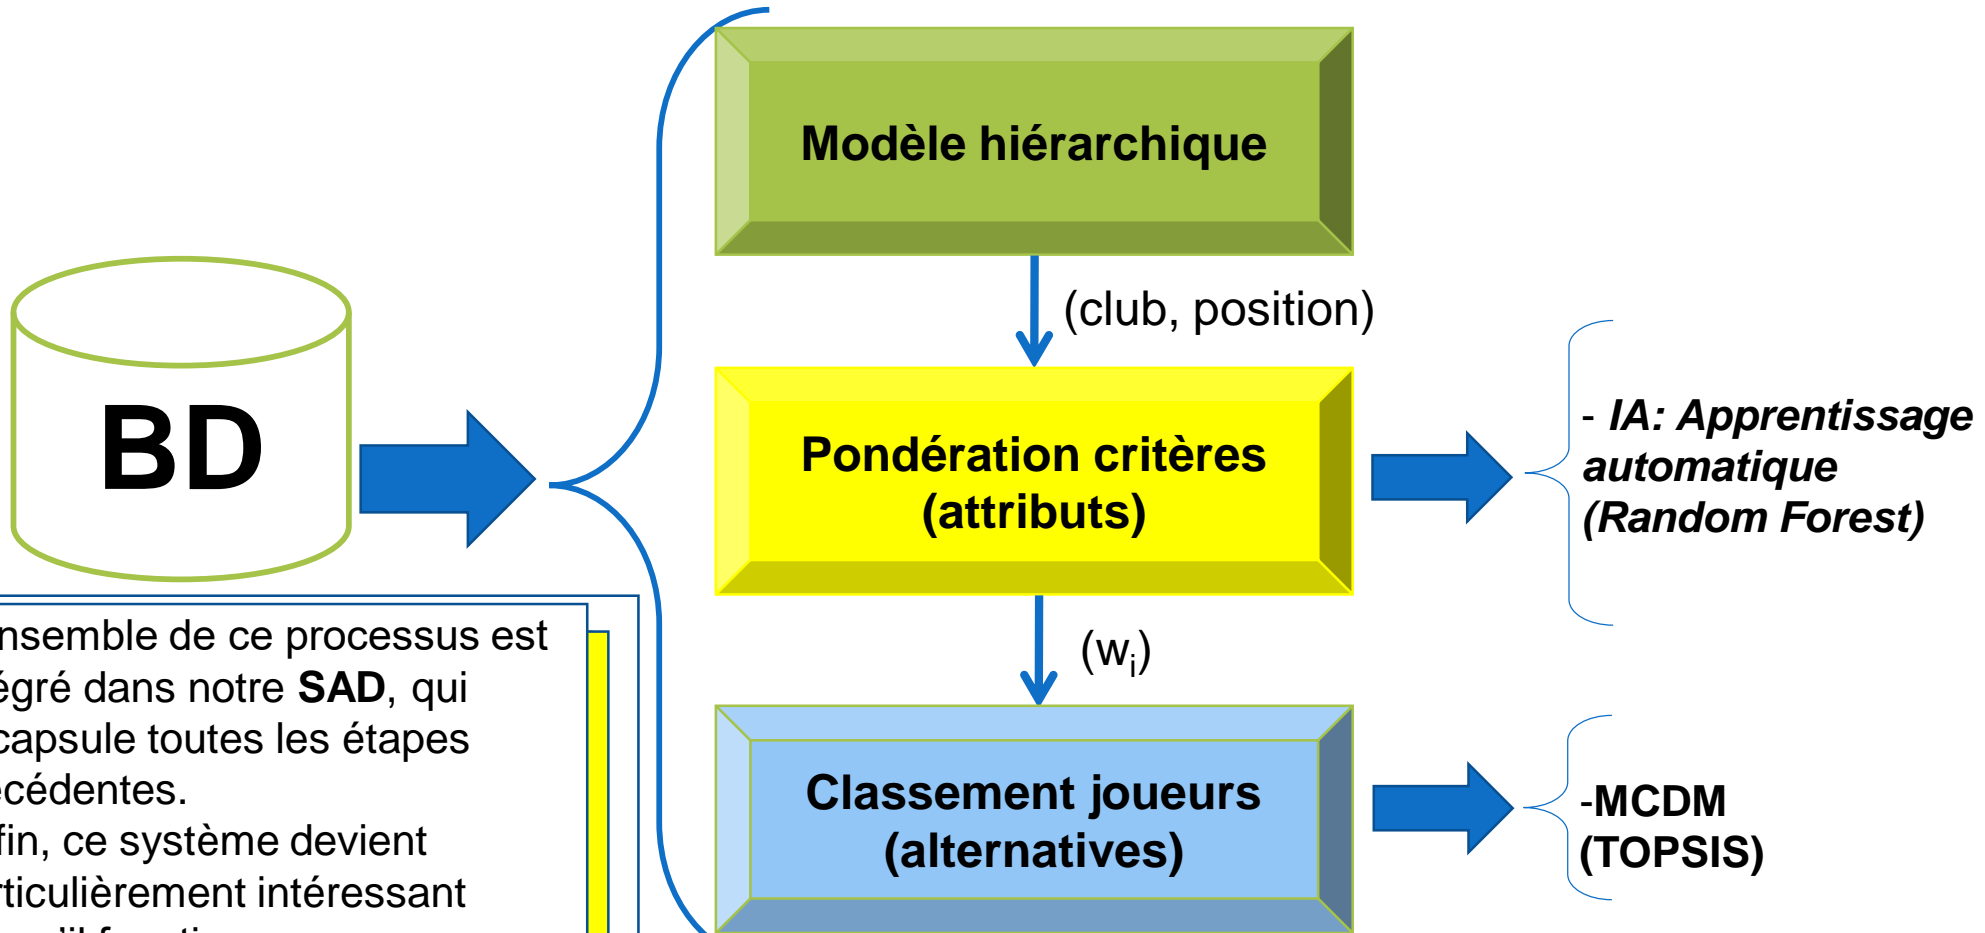 Modèle hiérarchique
(club, position)
BD
Pondération critères
(attributs)
- IA: Apprentissage
automatique
(Random Forest)
(wi)
Classement joueurs
(alternatives)
-MCDM
(TOPSIS)
nsemble de ce processus est
égré dans notre SAD, qui
capsule toutes les étapes
écédentes.
fin, ce système devient
rticulièrement intéressant